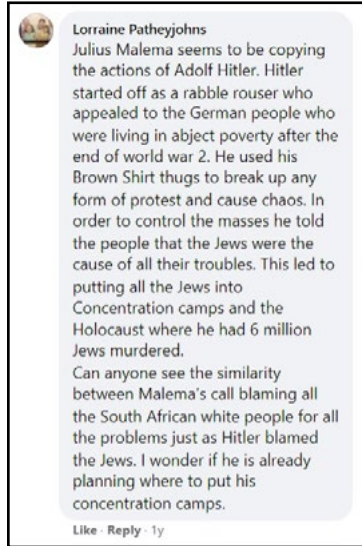 Lorraine Patheyjohns
Julius Malema seems to be copying
the actions of Adolf Hitler. Hitler
started off as a rabble rouser who
appealed to the German people who
were living in abject poverty after the
end of world war 2. He used his
Brown Shirt thugs to break up any
form of protest and cause chaos. In
order to control the masses he told
the people that the Jews were the
cause of all their troubles. This led to
putting all the Jews into
Concentration camps and the
Holocaust where he had 6 million
Jews murdered.
Can anyone see the similarity
between Malema's call blaming all
the South African white people for all
the problems just as Hitler blamed
the Jews. I wonder if he is already
planning where to put his
concentration camps.
Like · Reply · 1y